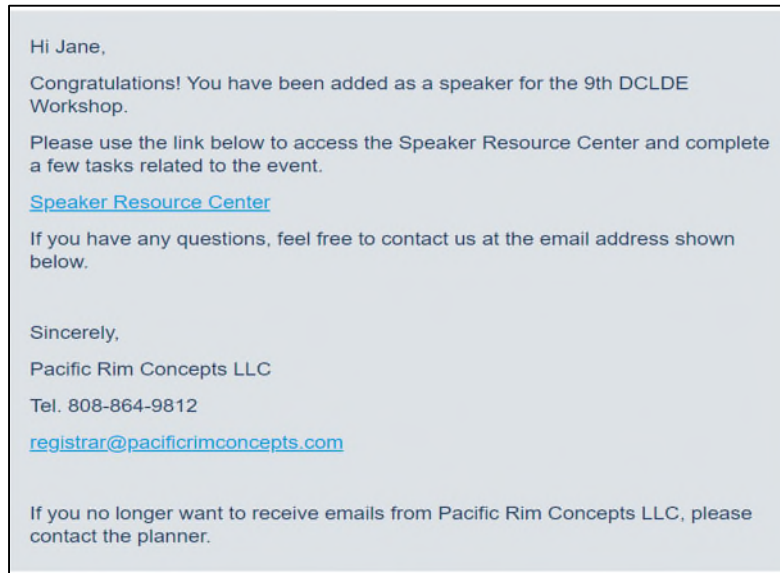 Hi Jane,
Congratulations! You have been added as a speaker for the 9th DCLDE
Workshop.
Please use the link below to access the Speaker Resource Center and complete
a few tasks related to the event.
Speaker Resource Center
If you have any questions, feel free to contact us at the email address shown
below.
Sincerely,
Pacific Rim Concepts LLC
Tel. 808-864-9812
registrar@pacificrimconcepts.com
If you no longer want to receive emails from Pacific Rim Concepts LLC, please
contact the planner.